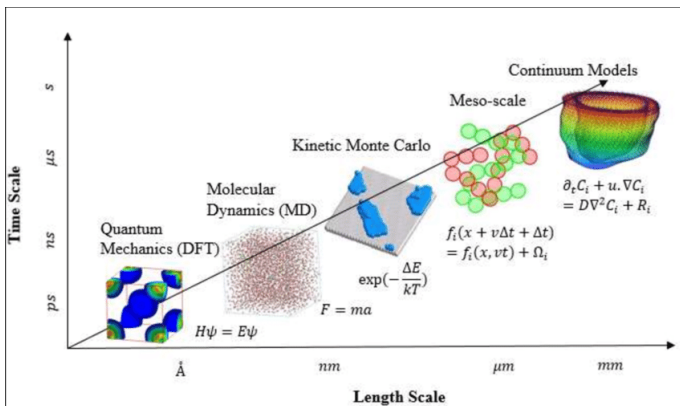 Time Scale
s
μs
ns
ps
Continuum Models
Meso-scale
Kinetic Monte Carlo
Molecular
Dynamics (MD)
Quantum
Mechanics (DFT)
Hψ = Eψ
F = ma
exp(−ΔE/kT)
f_i(x + vΔt + Δt)
= f_i(x, vt) + Ω_i
∂_tC_i + u.∇C_i
= D∇²C_i + R_i
Å
nm
μm
mm
Length Scale